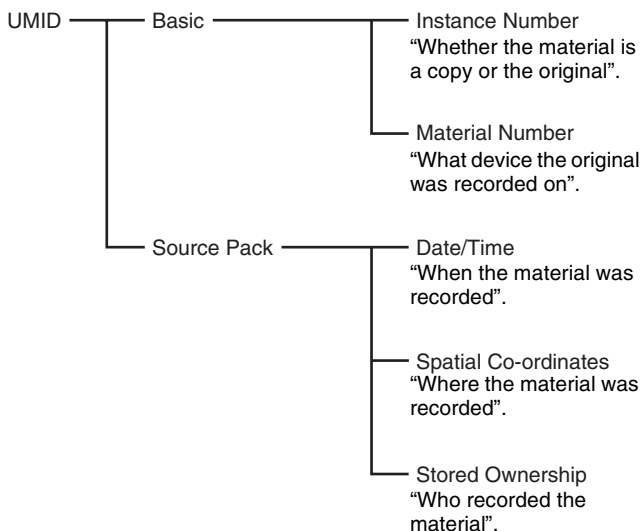 UMID
Basic
Instance Number
“Whether the material is
a copy or the original”.
Material Number
“What device the original
was recorded on”.
Source Pack
Date/Time
“When the material was
recorded”.
Spatial Co-ordinates
“Where the material was
recorded”.
Stored Ownership
“Who recorded the
material”.